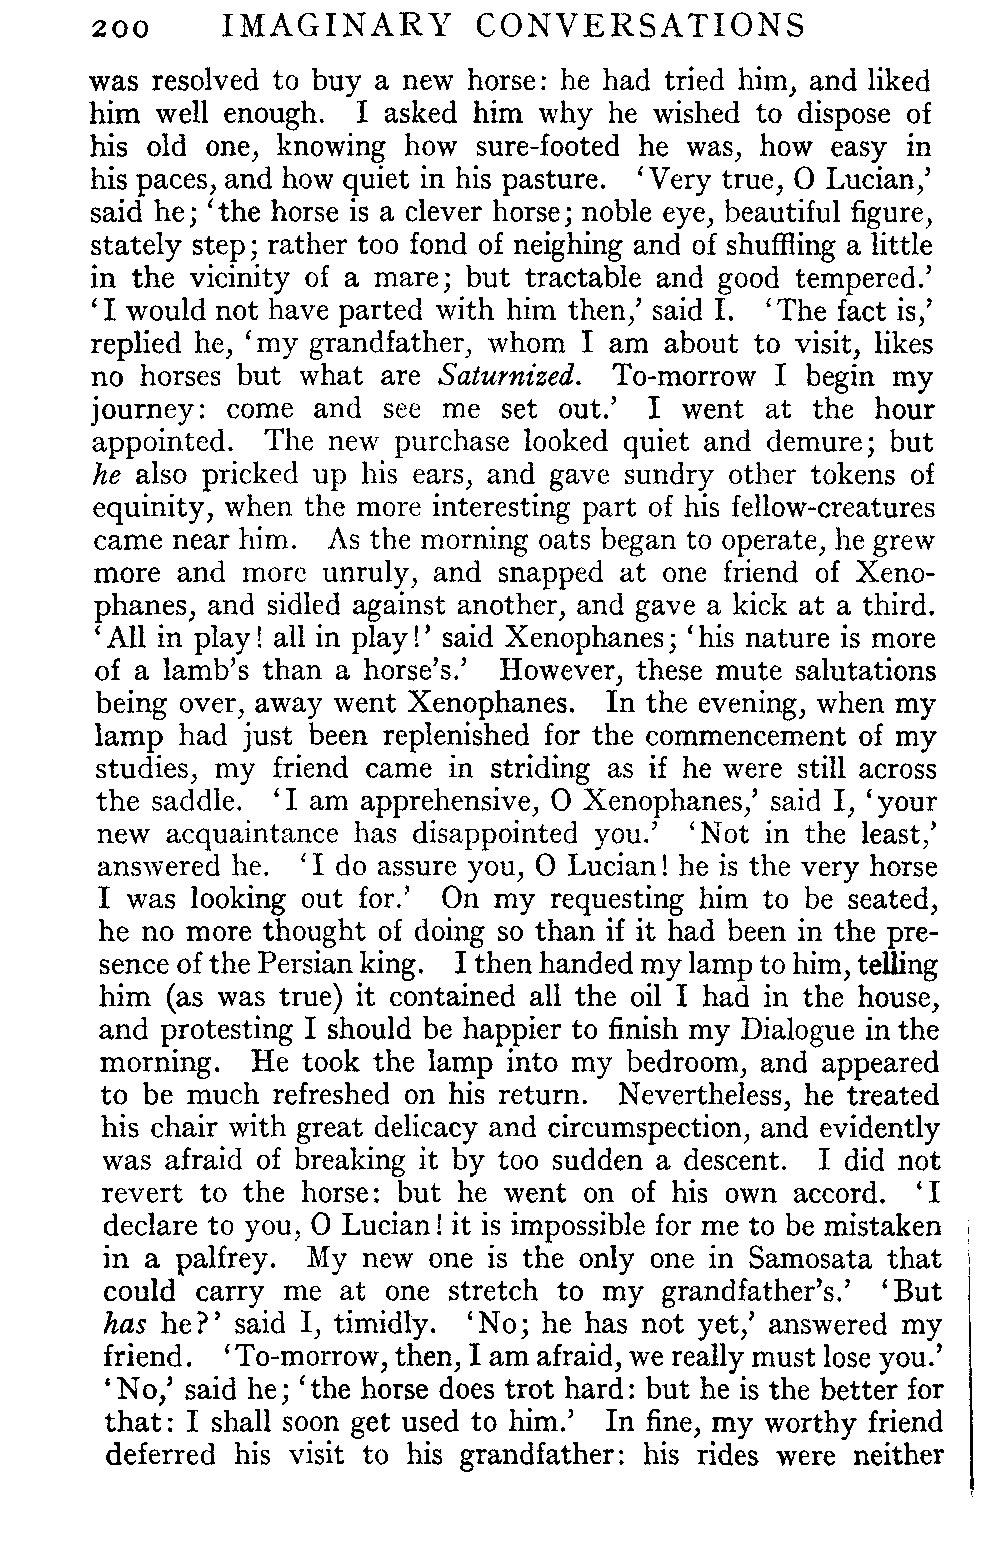 200 IMAGINARY CONVERSATIONS
was resolved to buy a new horse: he had tried him, and liked
him well enough. I asked him why he wished to dispose of
his old one, knowing how sure-footed he was, how easy in
his paces, and how quiet in his pasture. ‘Very true, O Lucian,’
said he; ‘the horse is a clever horse; noble eye, beautiful figure,
stately step; rather too fond of neighing and of shuffling a little
in the vicinity of a mare; but tractable and good tempered.’
‘I would not have parted with him then,’ said I. ‘The fact is,’
replied he, ‘my grandfather, whom I am about to visit, likes
no horses but what are Saturnized. To-morrow I begin my
journey: come and see me set out.’ I went at the hour
appointed. The new purchase looked quiet and demure; but
he also pricked up his ears, and gave sundry other tokens of
equinity, when the more interesting part of his fellow-creatures
came near him. As the morning oats began to operate, he grew
more and more unruly, and snapped at one friend of Xeno-
phanes, and sidled against another, and gave a kick at a third.
‘All in play! all in play!’ said Xenophanes; ‘his nature is more
of a lamb’s than a horse’s.’ However, these mute salutations
being over, away went Xenophanes. In the evening, when my
lamp had just been replenished for the commencement of my
studies, my friend came in striding as if he were still across
the saddle. ‘I am apprehensive, O Xenophanes,’ said I, ‘your
new acquaintance has disappointed you.’ ‘Not in the least,’
answered he. ‘I do assure you, O Lucian! he is the very horse
I was looking out for.’ On my requesting him to be seated,
he no more thought of doing so than if it had been in the pre-
sence of the Persian king. I then handed my lamp to him, telling
him (as was true) it contained all the oil I had in the house,
and protesting I should be happier to finish my Dialogue in the
morning. He took the lamp into my bedroom, and appeared
to be much refreshed on his return. Nevertheless, he treated
his chair with great delicacy and circumspection, and evidently
was afraid of breaking it by too sudden a descent. I did not
revert to the horse: but he went on of his own accord. ‘I
declare to you, O Lucian! it is impossible for me to be mistaken
in a palfrey. My new one is the only one in Samosata that
could carry me at one stretch to my grandfather’s.’ ‘But
has he?’ said I, timidly. ‘No; he has not yet,’ answered my
friend. ‘To-morrow, then, I am afraid, we really must lose you.’
‘No,’ said he; ‘the horse does trot hard: but he is the better for
that: I shall soon get used to him.’ In fine, my worthy friend
deferred his visit to his grandfather: his rides were neither